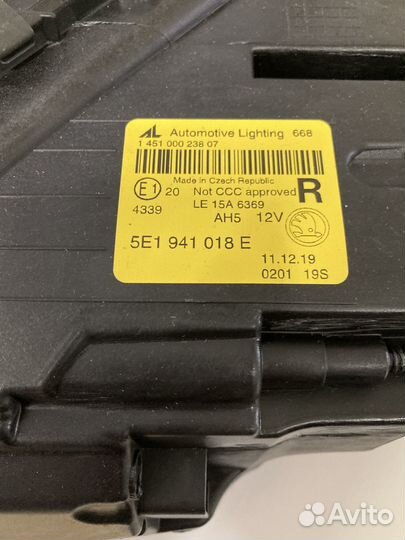 AL Automotive Lighting 668
1 451 000 238 07
Made in Czech Republic
E1 20 Not CCC approved R
4339 LE 15A 6369
AH5 12V
5E1 941 018 E
11.12.19
0201 19S
Avito